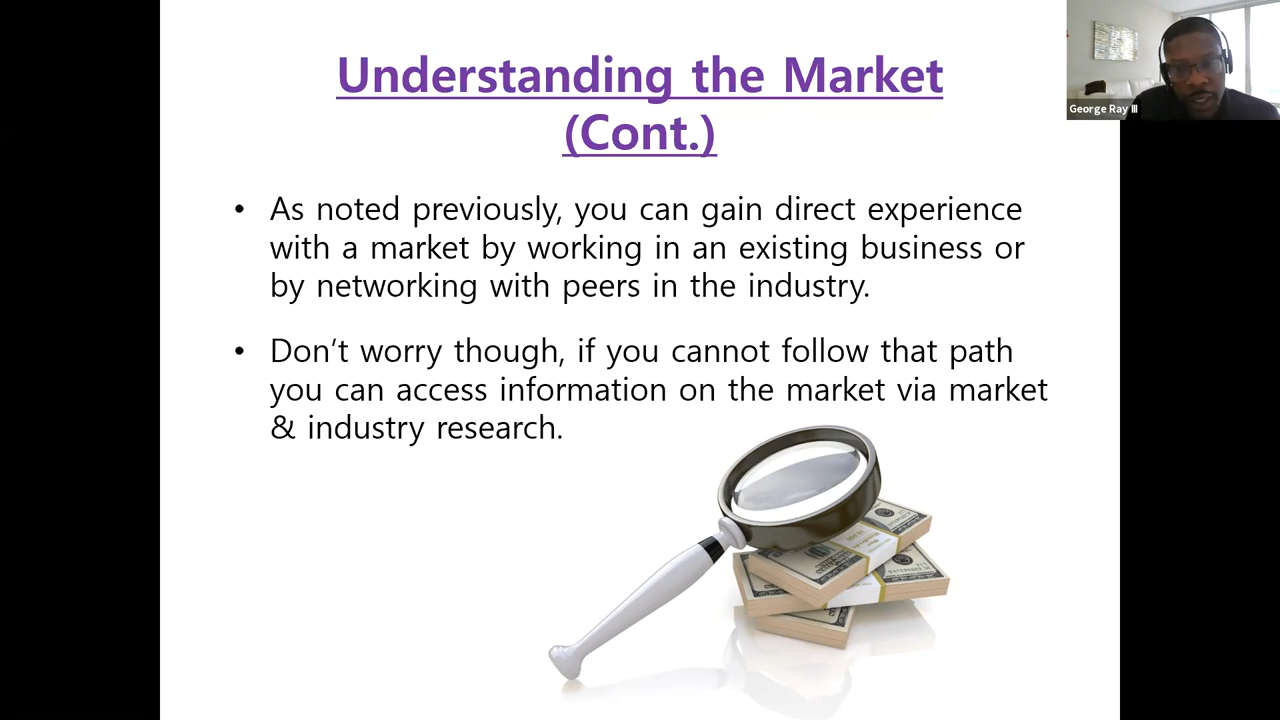 Understanding the Market
(Cont.)
George Ray III
• As noted previously, you can gain direct experience
with a market by working in an existing business or
by networking with peers in the industry.
• Don’t worry though, if you cannot follow that path
you can access information on the market via market
& industry research.